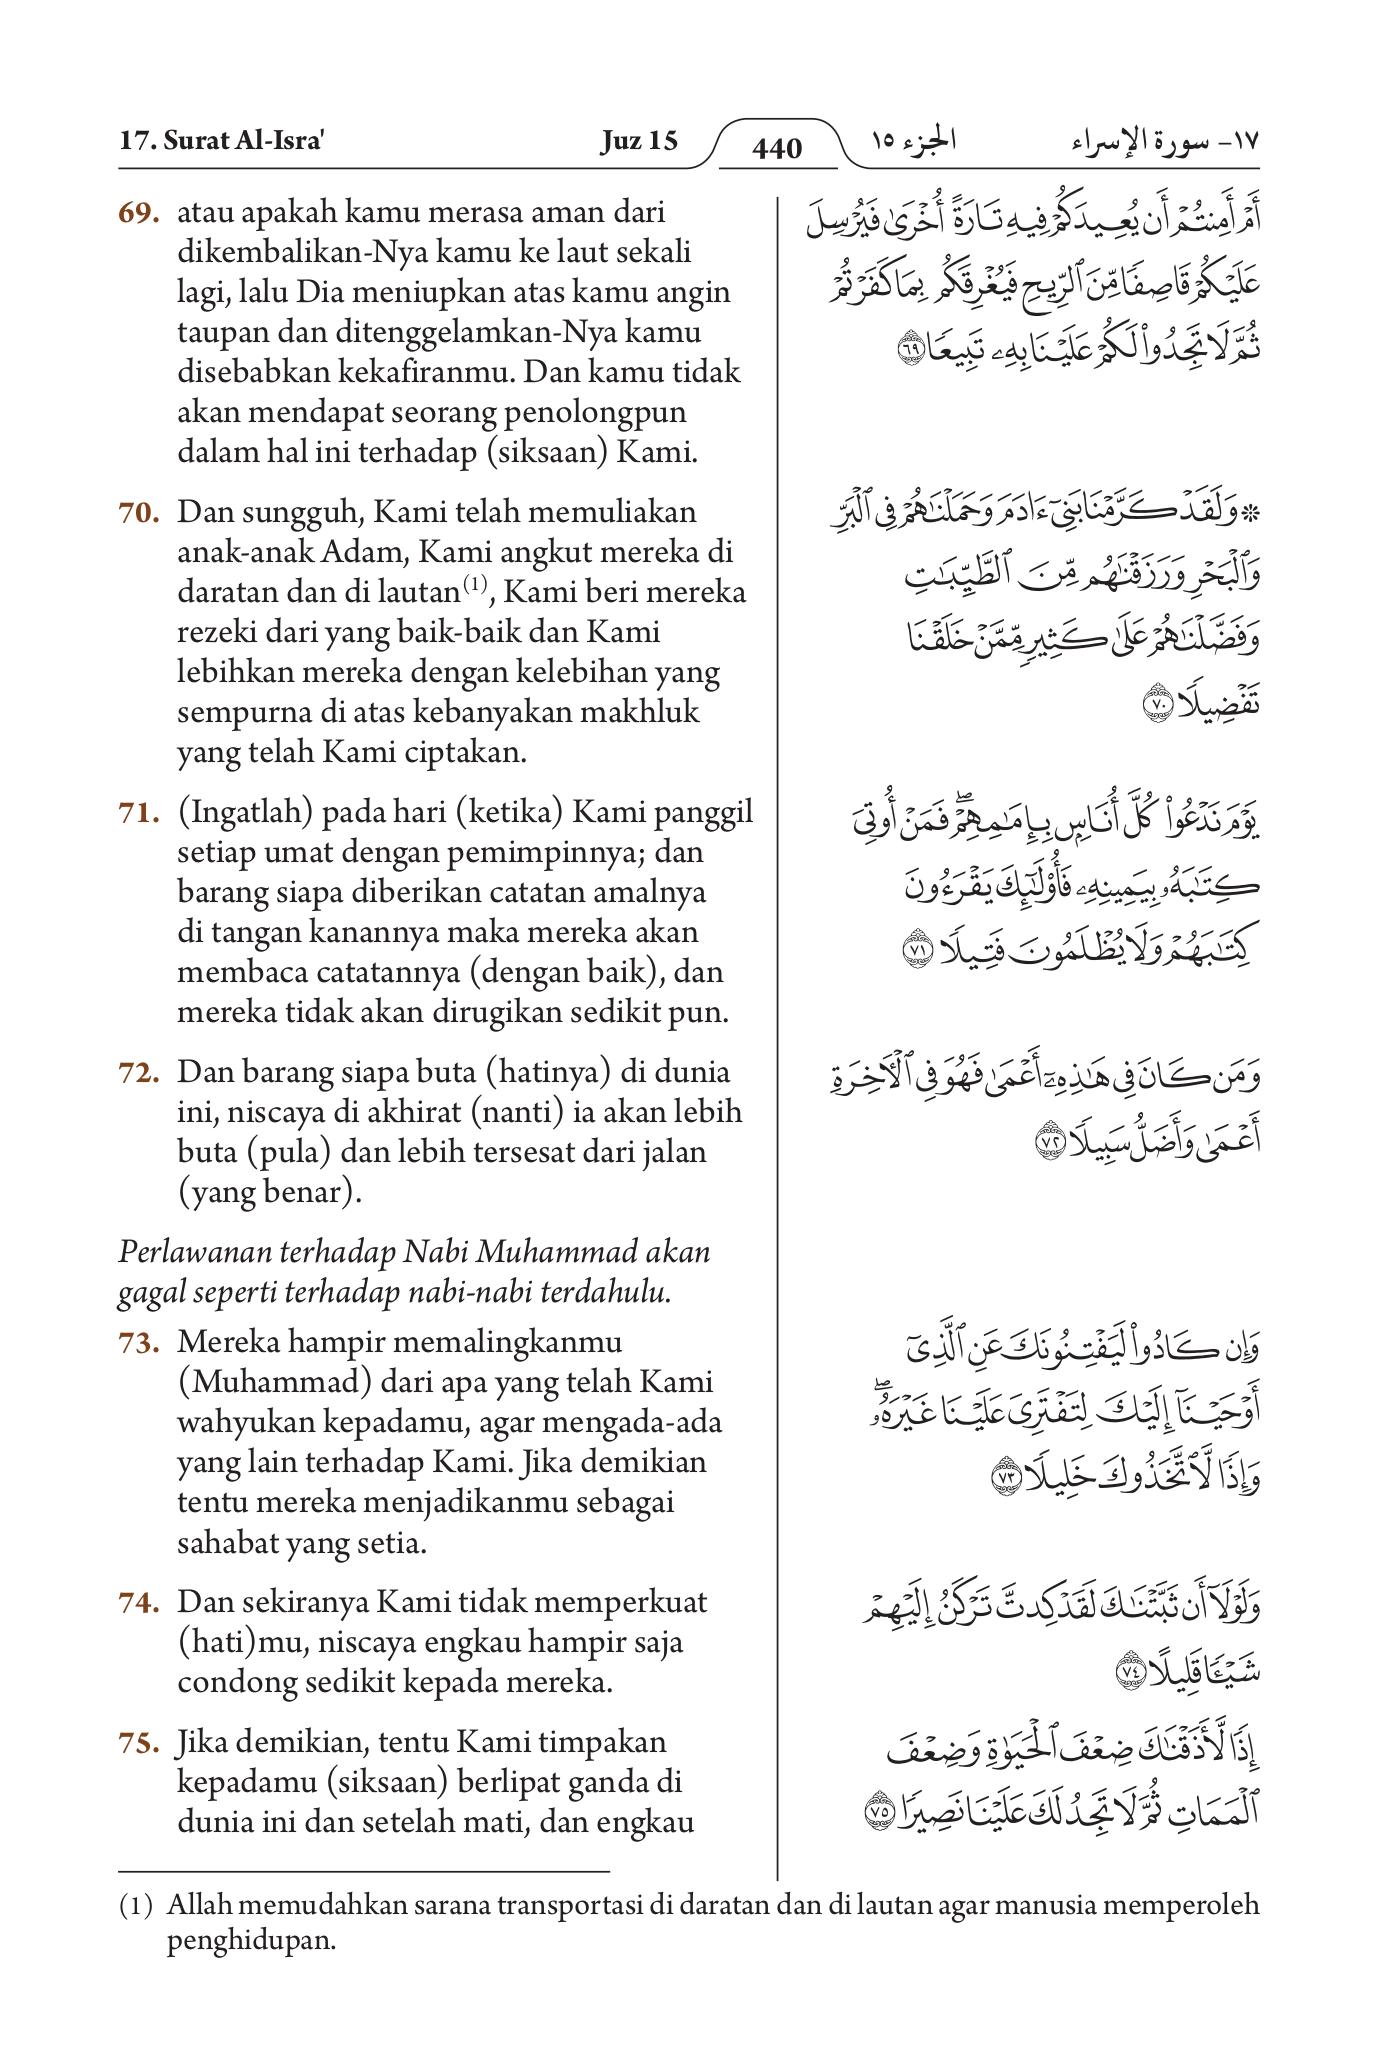 17. Surat Al-Isra'
Juz 15
440
الجزء ١٥
١٧- سورة الإسراء
69. atau apakah kamu merasa aman dari
dikembalikan-Nya kamu ke laut sekali
lagi, lalu Dia meniupkan atas kamu angin
taupan dan ditenggelamkan-Nya kamu
disebabkan kekafiranmu. Dan kamu tidak
akan mendapat seorang penolongpun
dalam hal ini terhadap (siksaan) Kami.
70. Dan sungguh, Kami telah memuliakan
anak-anak Adam, Kami angkut mereka di
daratan dan di lautan(1), Kami beri mereka
rezeki dari yang baik-baik dan Kami
lebihkan mereka dengan kelebihan yang
sempurna di atas kebanyakan makhluk
yang telah Kami ciptakan.
71. (Ingatlah) pada hari (ketika) Kami panggil
setiap umat dengan pemimpinnya; dan
barang siapa diberikan catatan amalnya
di tangan kanannya maka mereka akan
membaca catatannya (dengan baik), dan
mereka tidak akan dirugikan sedikit pun.
72. Dan barang siapa buta (hatinya) di dunia
ini, niscaya di akhirat (nanti) ia akan lebih
buta (pula) dan lebih tersesat dari jalan
(yang benar).
Perlawanan terhadap Nabi Muhammad akan
gagal seperti terhadap nabi-nabi terdahulu.
73. Mereka hampir memalingkanmu
(Muhammad) dari apa yang telah Kami
wahyukan kepadamu, agar mengada-ada
yang lain terhadap Kami. Jika demikian
tentu mereka menjadikanmu sebagai
sahabat yang setia.
74. Dan sekiranya Kami tidak memperkuat
(hati)mu, niscaya engkau hampir saja
condong sedikit kepada mereka.
75. Jika demikian, tentu Kami timpakan
kepadamu (siksaan) berlipat ganda di
dunia ini dan setelah mati, dan engkau
أَمۡ أَمِنتُمۡ أَن يُعِيدَكُمۡ فِيهِ تَارَةً أُخۡرَىٰ فَيُرۡسِلَ
عَلَيۡكُمۡ قَاصِفٗا مِّنَ ٱلرِّيحِ فَيُغۡرِقَكُم بِمَا كَفَرۡتُمۡ
ثُمَّ لَا تَجِدُواْ لَكُمۡ عَلَيۡنَا بِهِۦ تَبِيعٗا ٦٩
۞ وَلَقَدۡ كَرَّمۡنَا بَنِيٓ ءَادَمَ وَحَمَلۡنَٰهُمۡ فِي ٱلۡبَرِّ
وَٱلۡبَحۡرِ وَرَزَقۡنَٰهُم مِّنَ ٱلطَّيِّبَٰتِ
وَفَضَّلۡنَٰهُمۡ عَلَىٰ كَثِيرٖ مِّمَّنۡ خَلَقۡنَا
تَفۡضِيلٗا ٧٠
يَوۡمَ نَدۡعُواْ كُلَّ أُنَاسِۭ بِإِمَٰمِهِمۡۖ فَمَنۡ أُوتِيَ
كِتَٰبَهُۥ بِيَمِينِهِۦ فَأُوْلَٰٓئِكَ يَقۡرَءُونَ
كِتَٰبَهُمۡ وَلَا يُظۡلَمُونَ فَتِيلٗا ٧١
وَمَن كَانَ فِي هَٰذِهِۦٓ أَعۡمَىٰ فَهُوَ فِي ٱلۡأٓخِرَةِ
أَعۡمَىٰ وَأَضَلُّ سَبِيلٗا ٧٢
وَإِن كَادُواْ لَيَفۡتِنُونَكَ عَنِ ٱلَّذِيٓ
أَوۡحَيۡنَآ إِلَيۡكَ لِتَفۡتَرِيَ عَلَيۡنَا غَيۡرَهُۥۖ
وَإِذٗا لَّٱتَّخَذُوكَ خَلِيلٗا ٧٣
وَلَوۡلَآ أَن ثَبَّتۡنَٰكَ لَقَدۡ كِدتَّ تَرۡكَنُ إِلَيۡهِمۡ
شَيۡـٔٗا قَلِيلًا ٧٤
إِذٗا لَّأَذَقۡنَٰكَ ضِعۡفَ ٱلۡحَيَوٰةِ وَضِعۡفَ
ٱلۡمَمَاتِ ثُمَّ لَا تَجِدُ لَكَ عَلَيۡنَا نَصِيرٗا ٧٥
(1) Allah memudahkan sarana transportasi di daratan dan di lautan agar manusia memperoleh
penghidupan.